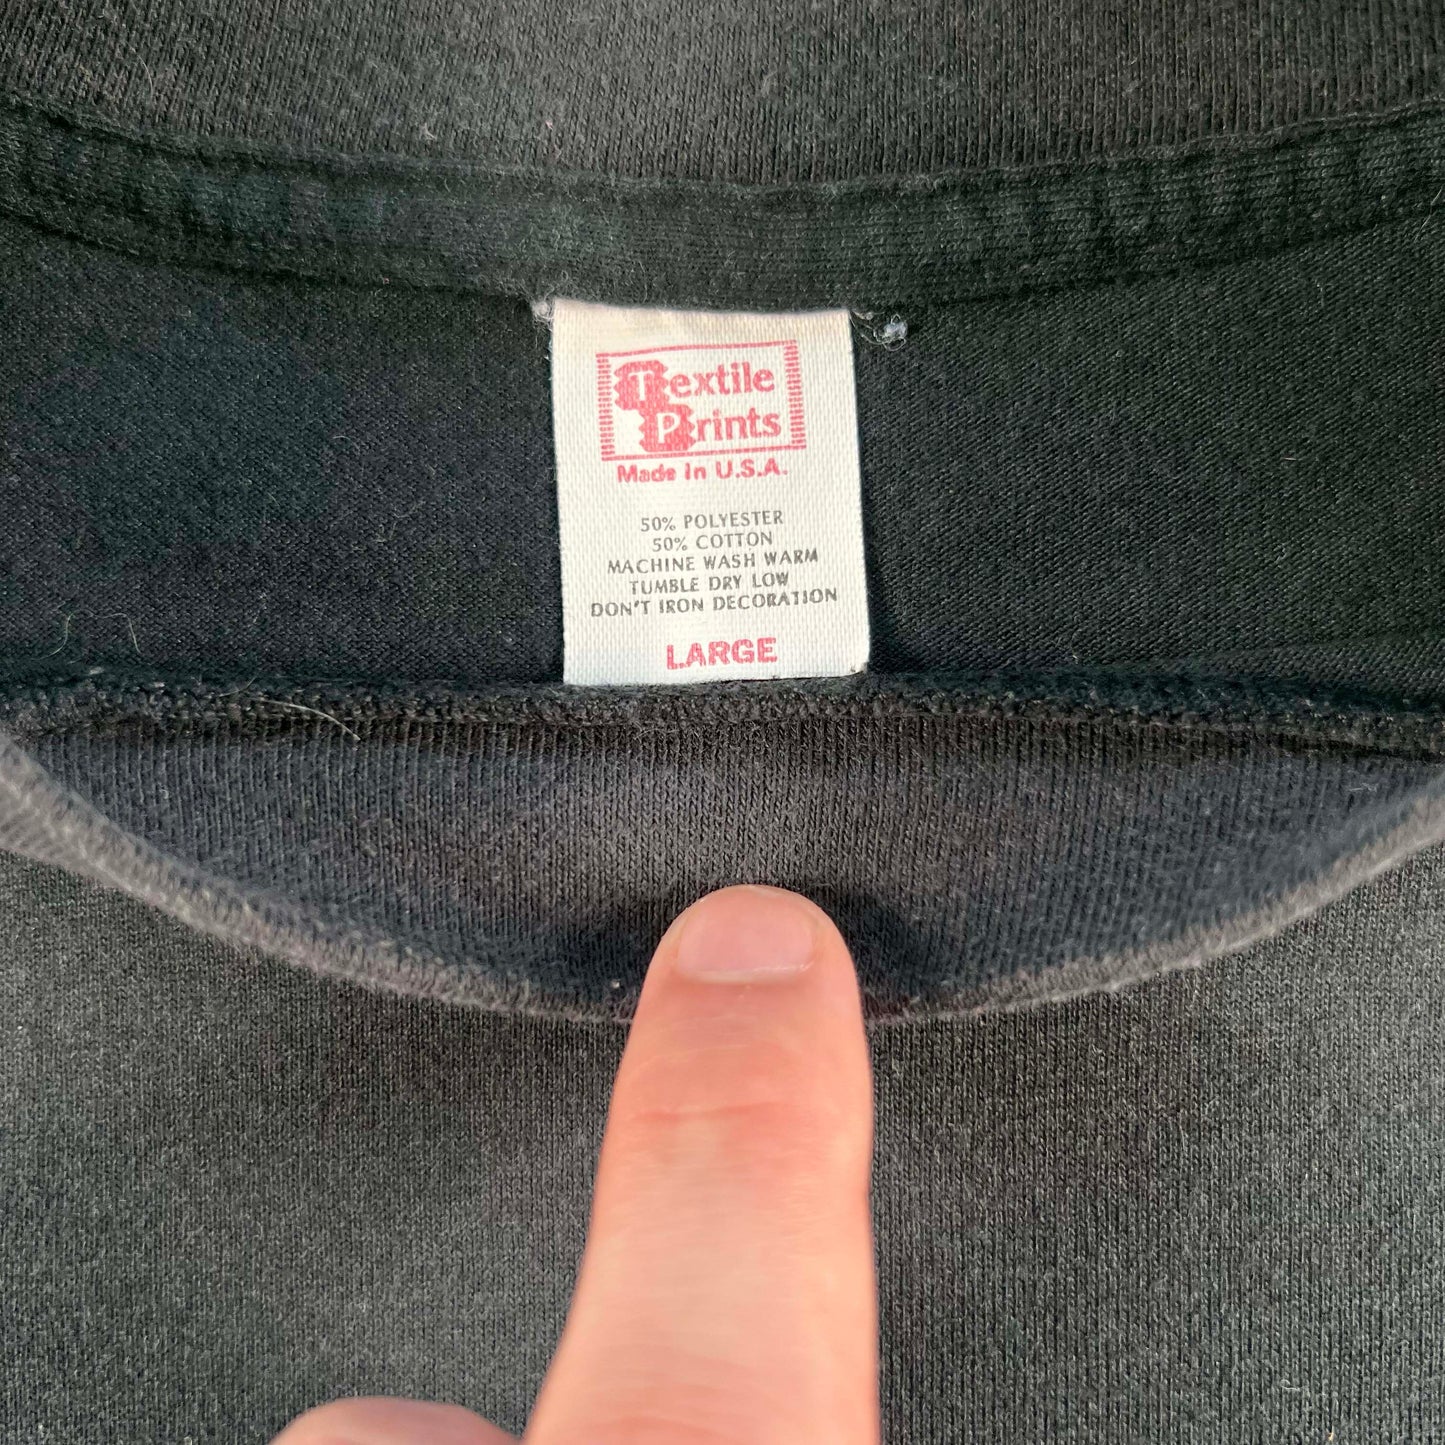 Textile
Prints
Made In U.S.A.
50% POLYESTER
50% COTTON
MACHINE WASH WARM
TUMBLE DRY LOW
DON'T IRON DECORATION
LARGE